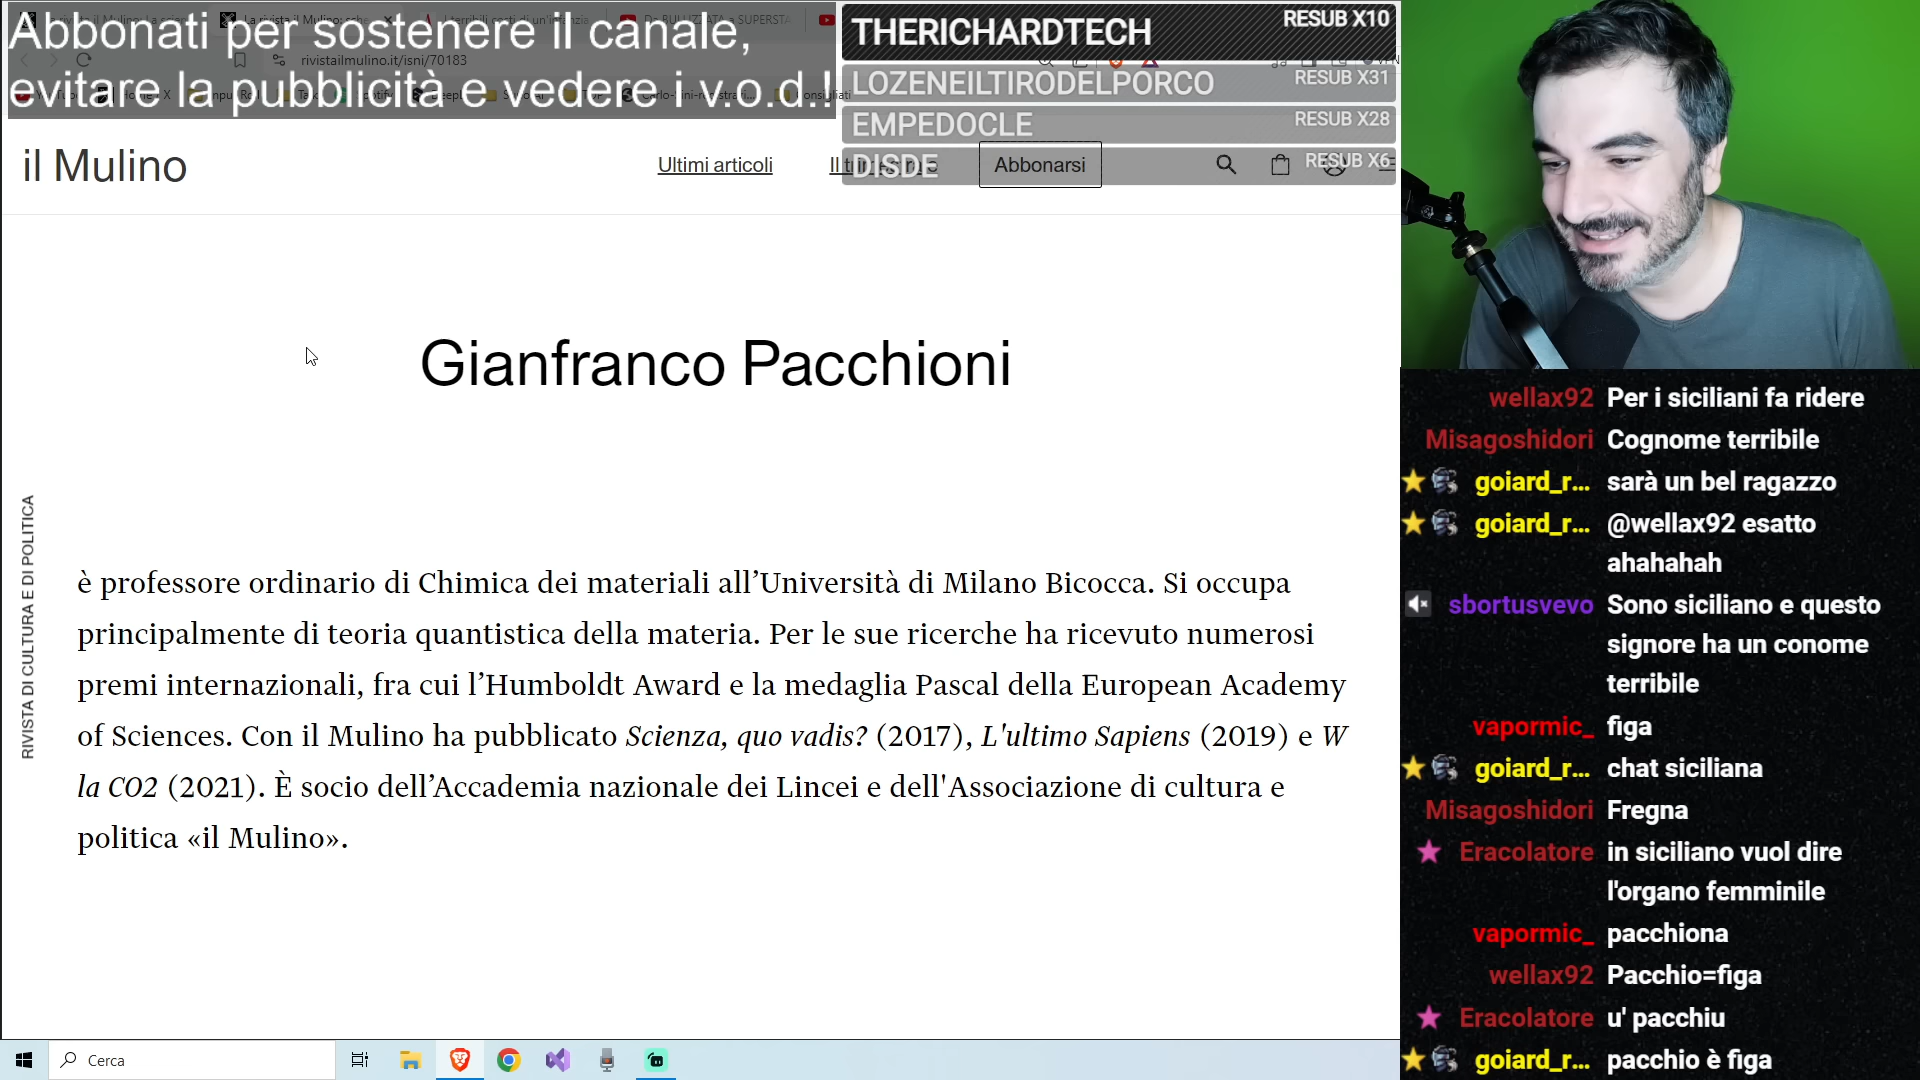 Abbonati per sostenere il canale,
evitare la pubblicità e vedere i v.o.d.!!
rivistailmulino.it/isni/70183
THERICHARDTECH RESUB X10
LOZENEILTIRODELPORCO RESUB X31
EMPEDOCLE RESUB X28
DISDE RESUB X6
il Mulino
Ultimi articoli
Abbonarsi
Gianfranco Pacchioni
RIVISTA DI CULTURA E DI POLITICA
è professore ordinario di Chimica dei materiali all’Università di Milano Bicocca. Si occupa
principalmente di teoria quantistica della materia. Per le sue ricerche ha ricevuto numerosi
premi internazionali, fra cui l’Humboldt Award e la medaglia Pascal della European Academy
of Sciences. Con il Mulino ha pubblicato Scienza, quo vadis? (2017), L'ultimo Sapiens (2019) e W
la CO2 (2021). È socio dell’Accademia nazionale dei Lincei e dell'Associazione di cultura e
politica «il Mulino».
wellax92 Per i siciliani fa ridere
Misagoshidori Cognome terribile
goiard_r... sarà un bel ragazzo
goiard_r... @wellax92 esatto
ahahahah
sbortusvevo Sono siciliano e questo
signore ha un conome
terribile
vapormic_ figa
goiard_r... chat siciliana
Misagoshidori Fregna
Eracolatore in siciliano vuol dire
l'organo femminile
vapormic_ pacchiona
wellax92 Pacchio=figa
Eracolatore u' pacchiu
goiard_r... pacchio è figa
Cerca